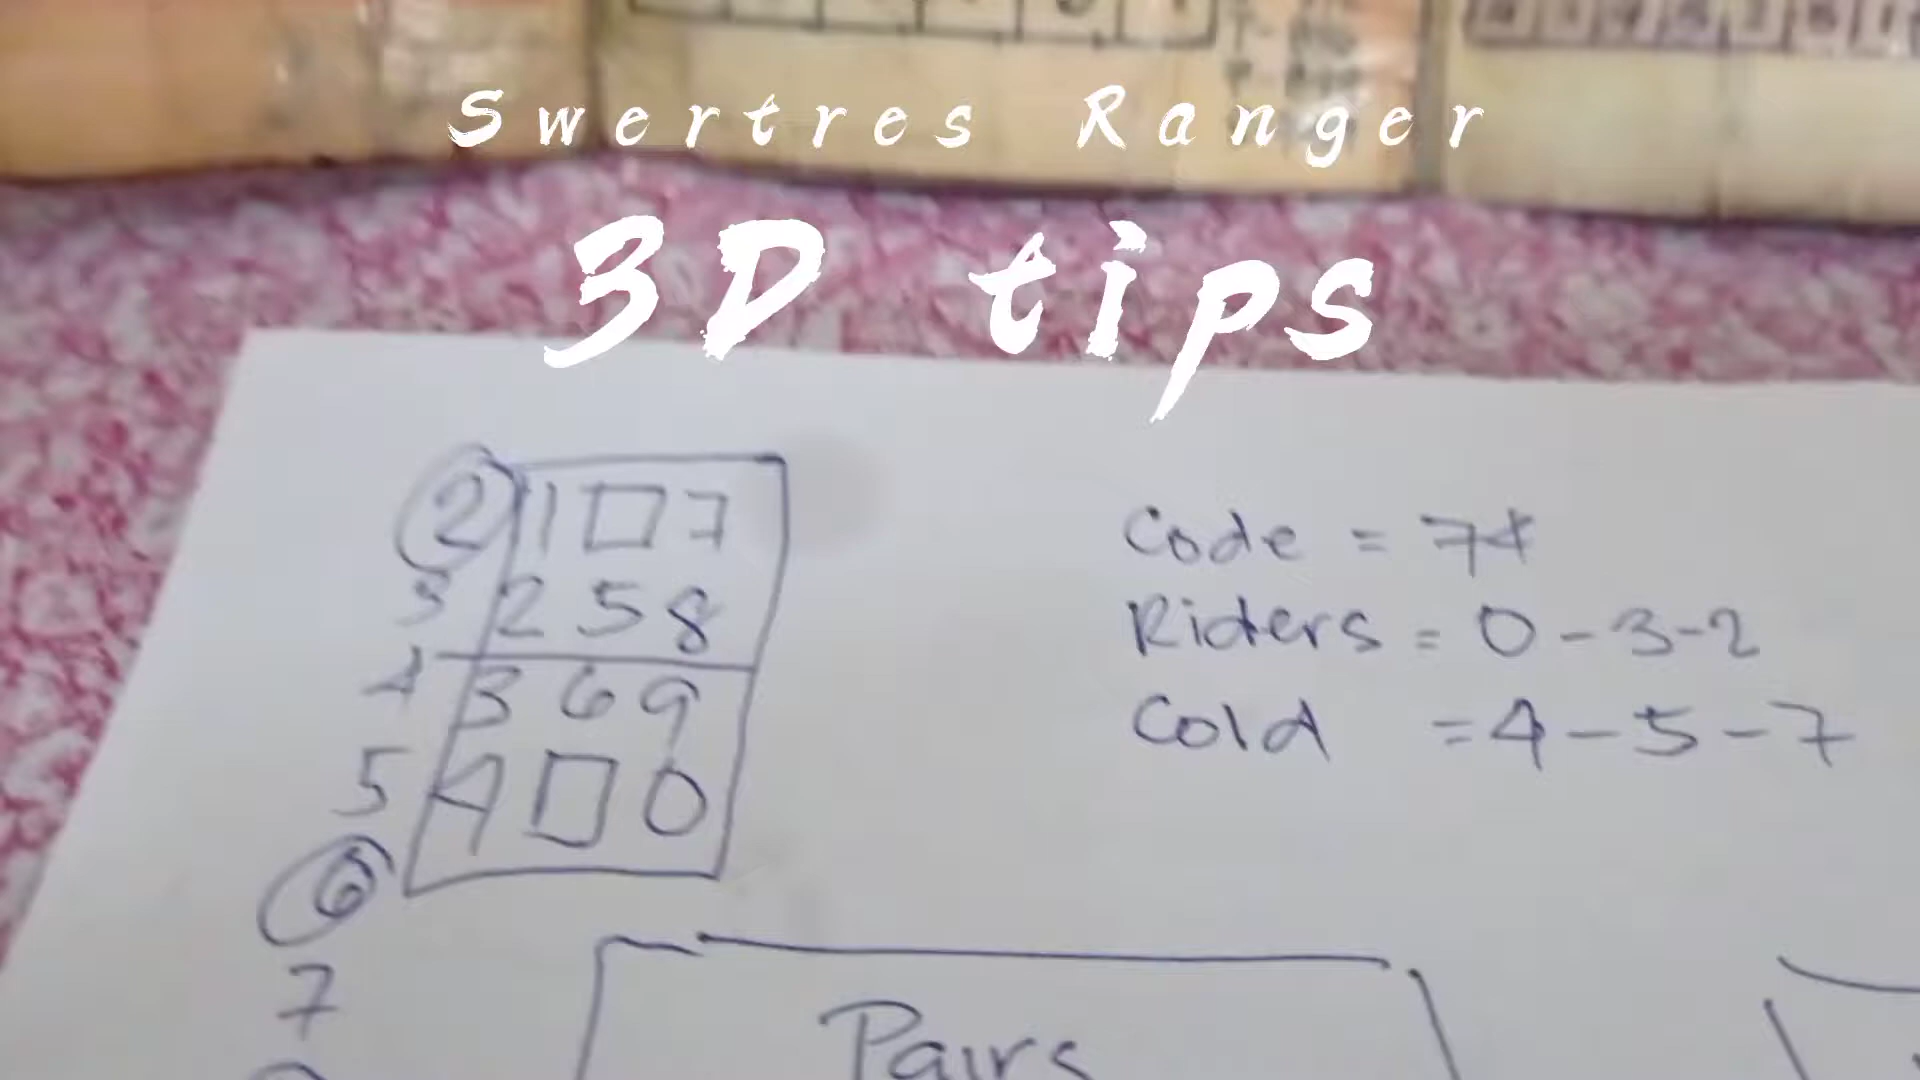 Swertres Ranger
3D tips
2 1 □ 7
3 2 5 8
4 3 6 9
5 4 □ 0
6
7
Code = 74
Riders = 0-3-2
Cold = 4-5-7
Pairs